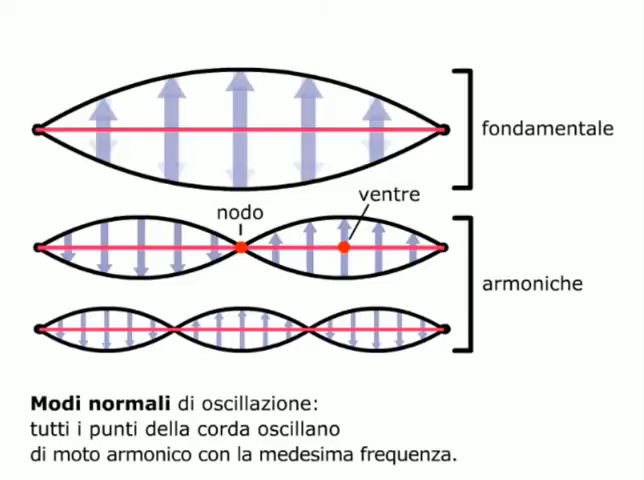 fondamentale
ventre
nodo
armoniche
Modi normali di oscillazione:
tutti i punti della corda oscillano
di moto armonico con la medesima frequenza.